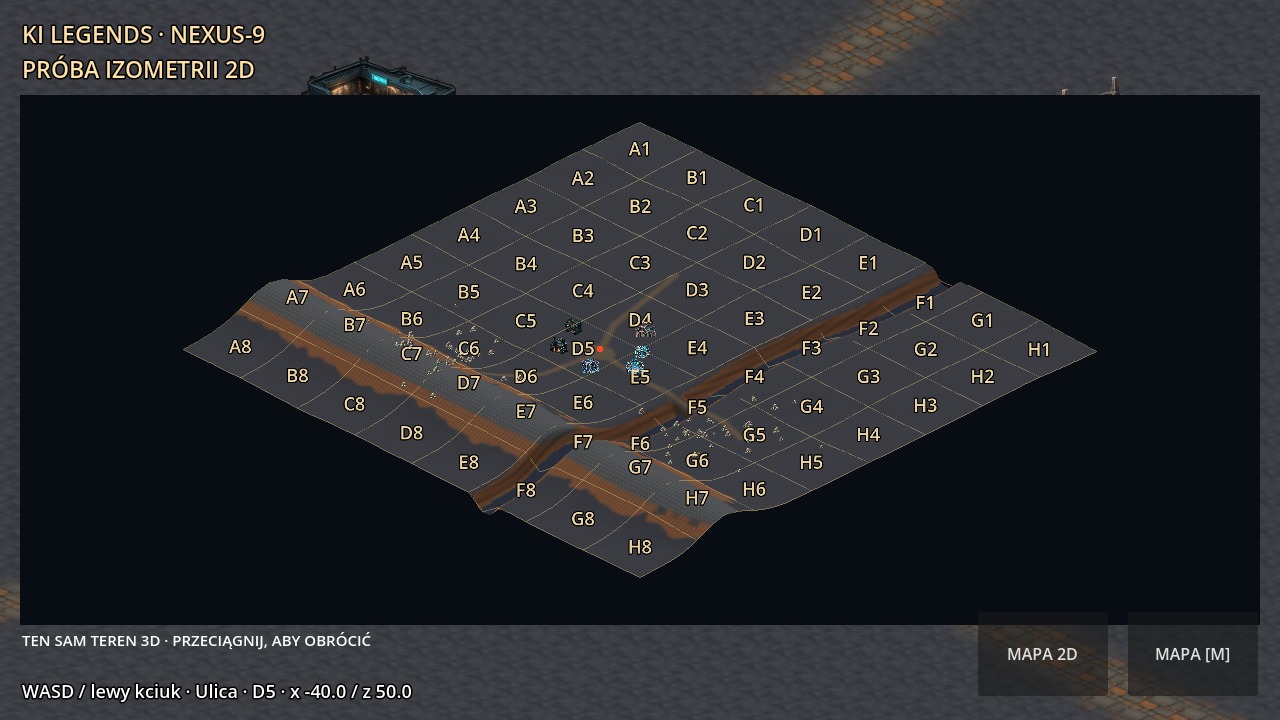 KI LEGENDS · NEXUS-9
PRÓBA IZOMETRII 2D
A1
A2 B1
A3 B2 C1
A4 B3 C2 D1
A5 B4 C3 D2 E1
A6 B5 C4 D3 E2 F1
A7 B6 C5 D4 E3 F2 G1
A8 B7 C6 D5 E4 F3 G2 H1
B8 C7 D6 E5 F4 G3 H2
C8 D7 E6 F5 G4 H3
D8 E7 F6 G5 H4
E8 F7 G6 H5
F8 G7 H6
G8 H7
H8
TEN SAM TEREN 3D · PRZECIĄGNIJ, ABY OBRÓCIĆ
MAPA 2D MAPA [M]
WASD / lewy kciuk · Ulica · D5 · x -40.0 / z 50.0